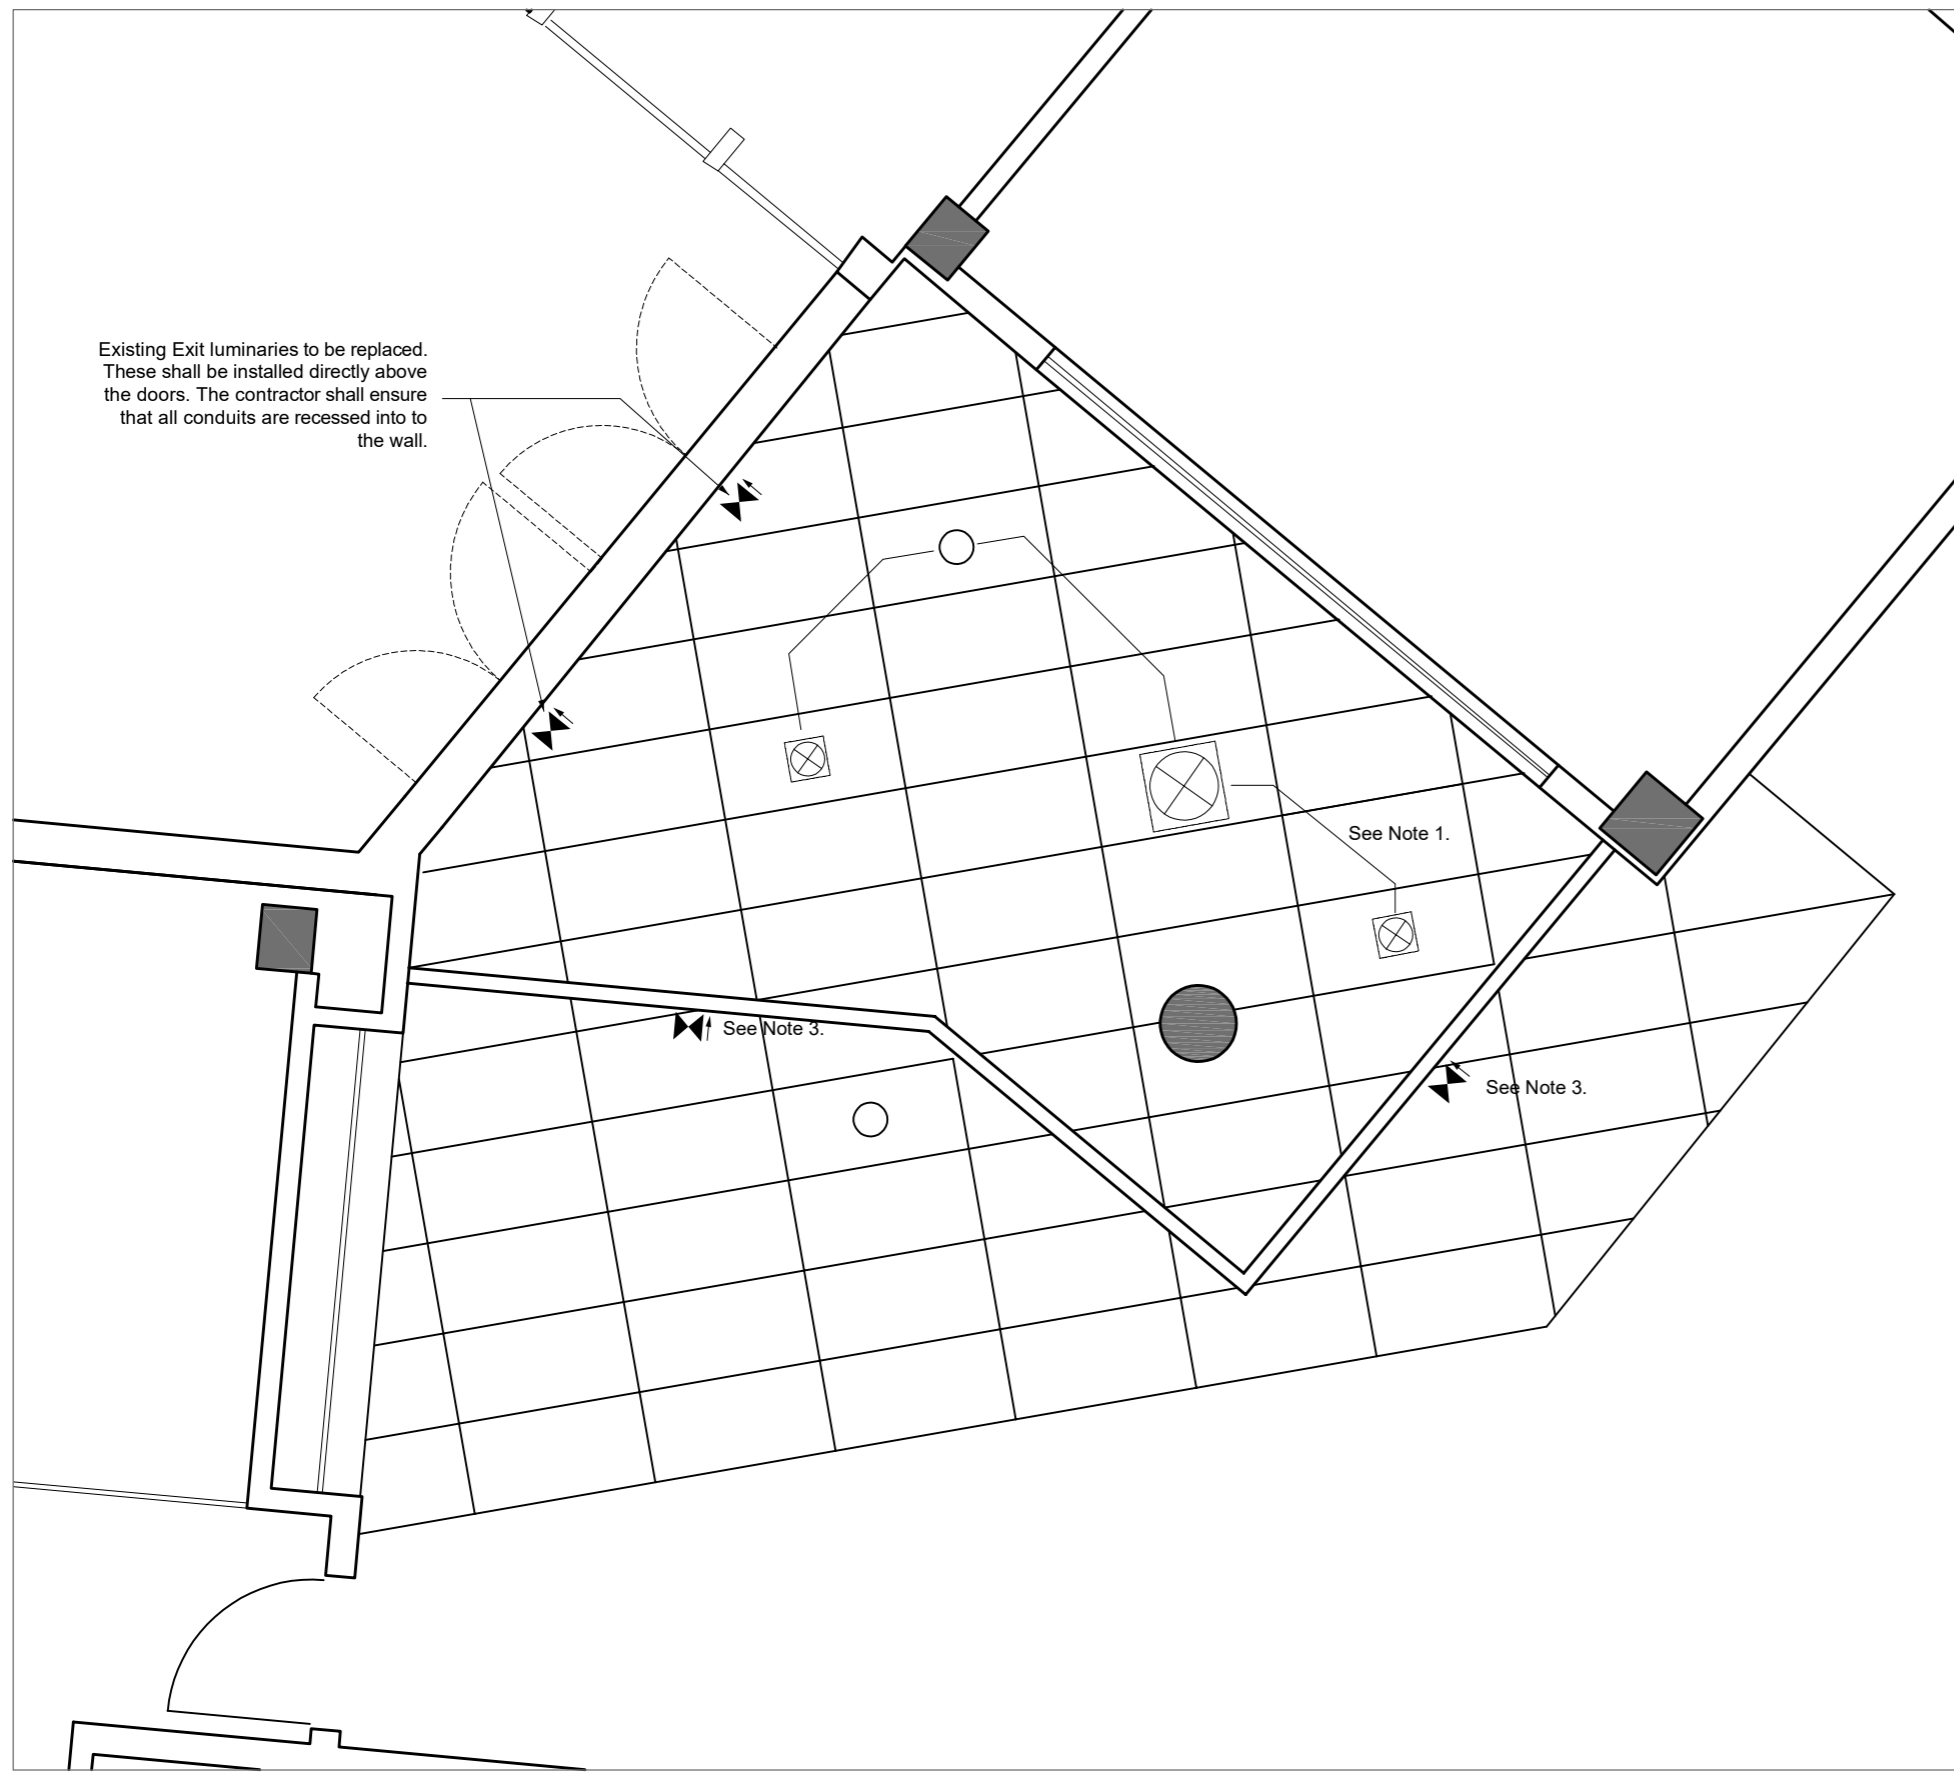 Existing Exit luminaries to be replaced.
These shall be installed directly above
the doors. The contractor shall ensure
that all conduits are recessed into to
the wall.
See Note 1.
See Note 3.
See Note 3.